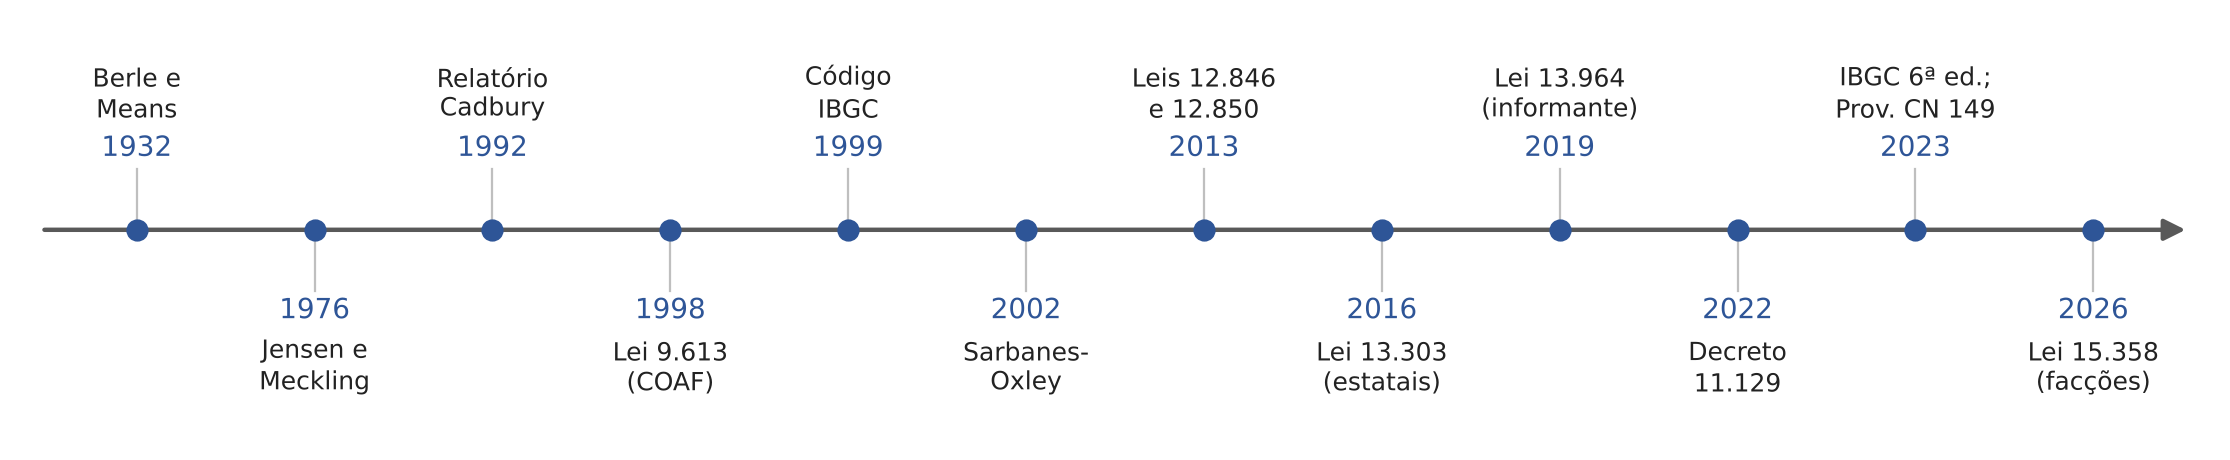 Berle e
Means
1932
1976
Jensen e
Meckling
Relatório
Cadbury
1992
1998
Lei 9.613
(COAF)
Código
IBGC
1999
2002
Sarbanes-
Oxley
Leis 12.846
e 12.850
2013
2016
Lei 13.303
(estatais)
Lei 13.964
(informante)
2019
2022
Decreto
11.129
IBGC 6ª ed.;
Prov. CN 149
2023
2026
Lei 15.358
(facções)